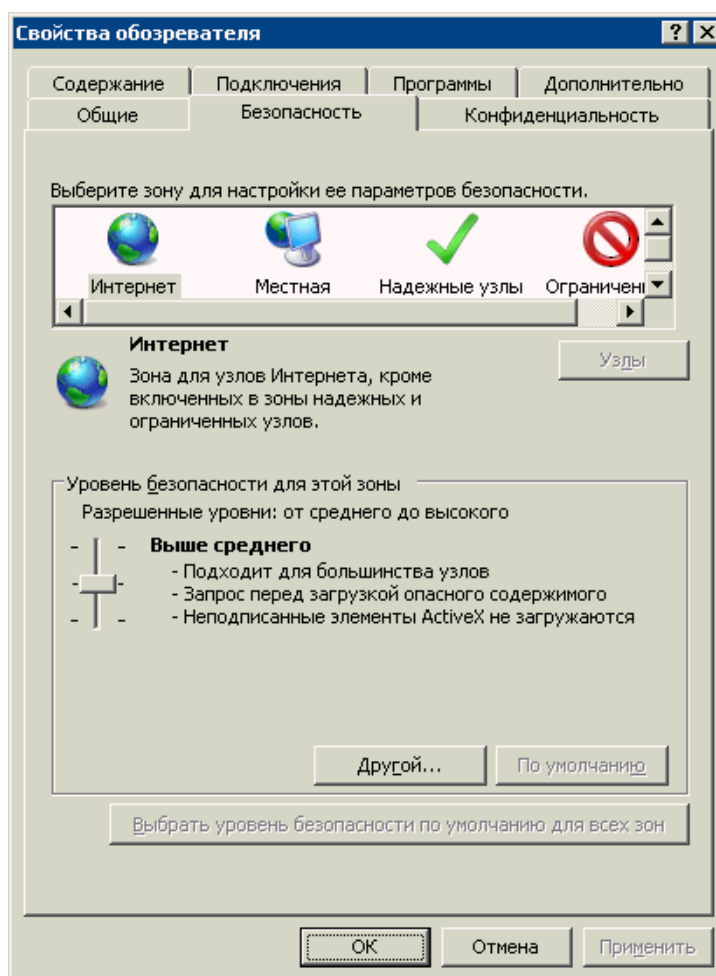 Свойства обозревателя
Содержание Подключения Программы Дополнительно
Общие Безопасность Конфиденциальность
Выберите зону для настройки ее параметров безопасности.
Интернет Местная Надежные узлы Ограничен
Интернет
Узлы
Зона для узлов Интернета, кроме
включенных в зоны надежных и
ограниченных узлов.
Уровень безопасности для этой зоны
Разрешенные уровни: от среднего до высокого
Выше среднего
- Подходит для большинства узлов
- Запрос перед загрузкой опасного содержимого
- Неподписанные элементы ActiveX не загружаются
Другой... По умолчанию
Выбрать уровень безопасности по умолчанию для всех зон
ОК Отмена Применить